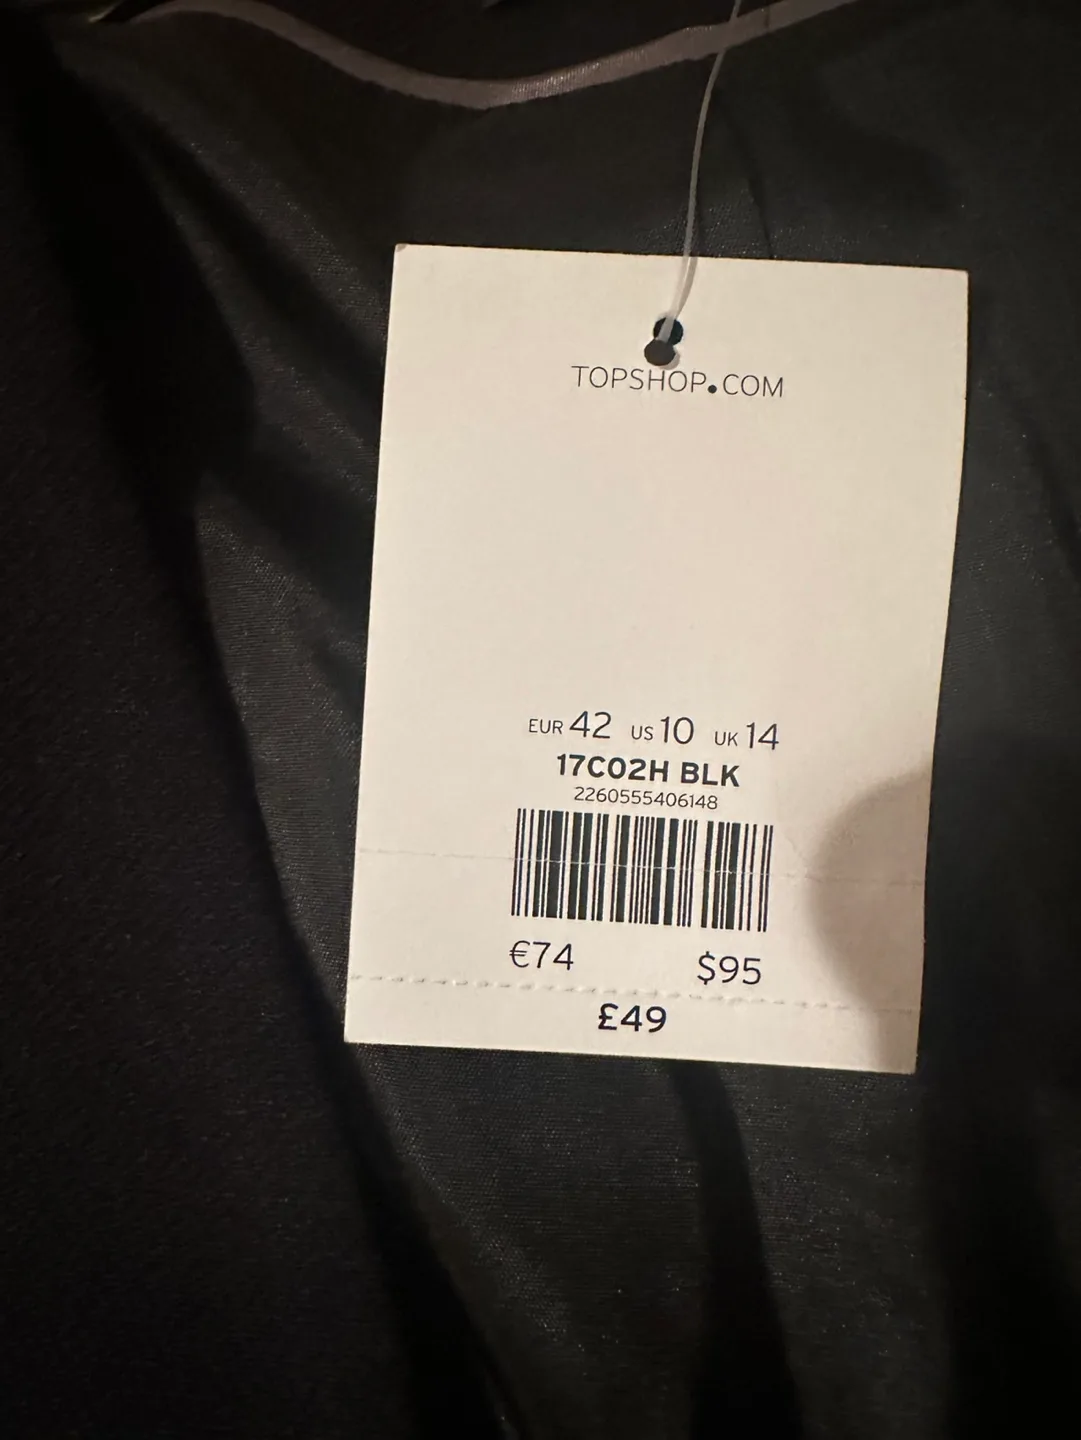 TOPSHOP.COM
EUR 42 US 10 UK 14
17C02H BLK
2260555406148
€74 $95
£49